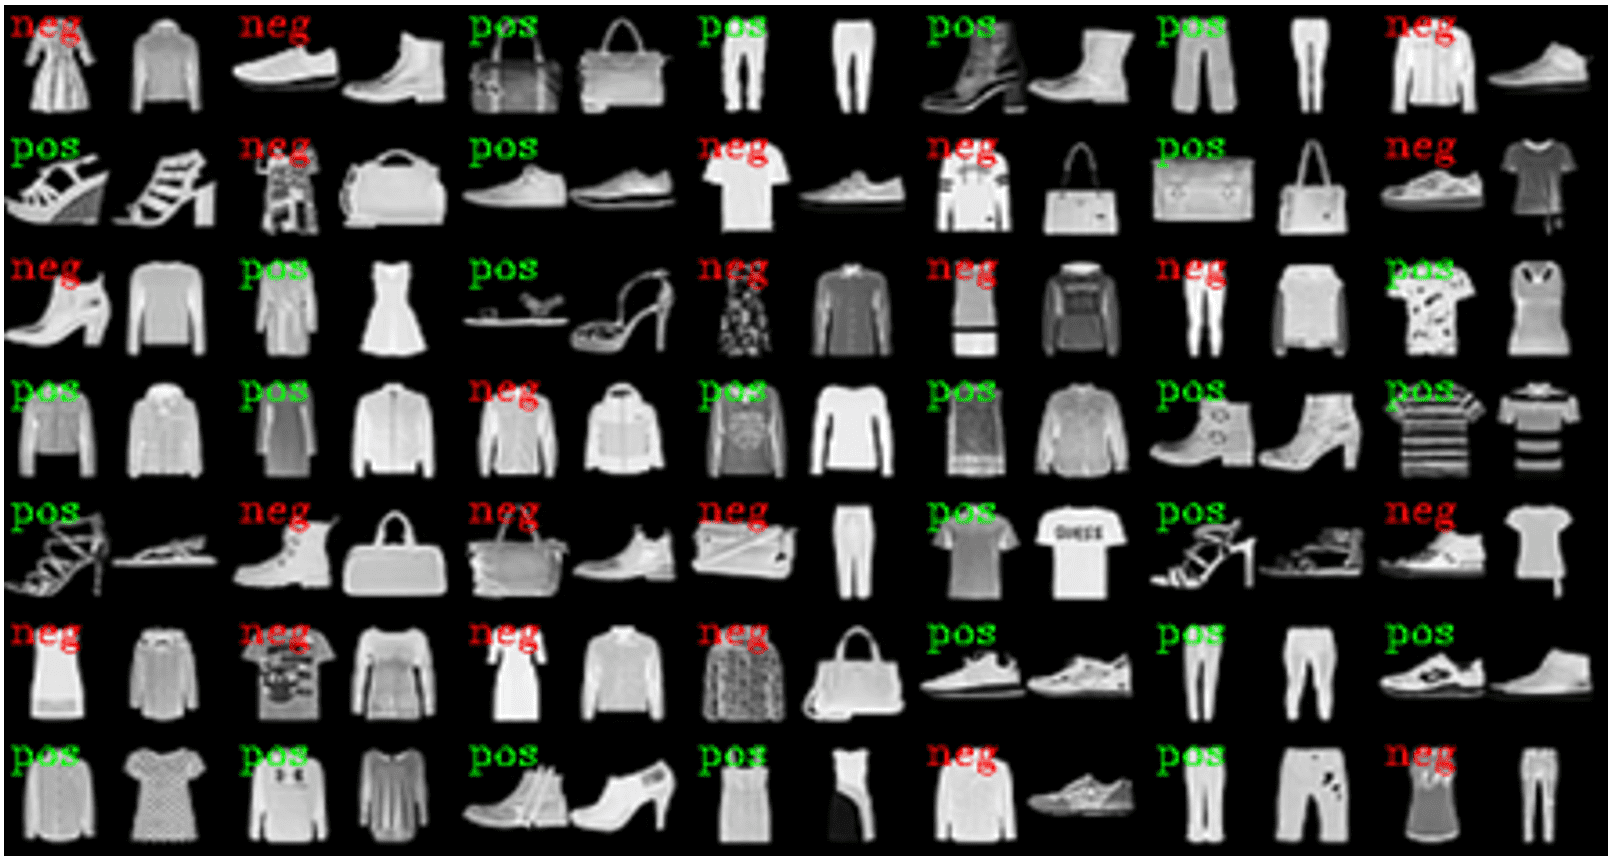 neg neg pos pos pos pos neg
pos neg pos neg neg pos neg
neg pos pos neg neg neg pos
pos pos neg pos pos pos pos
pos neg neg neg pos pos neg
neg neg neg neg pos pos pos
pos pos pos pos neg pos neg